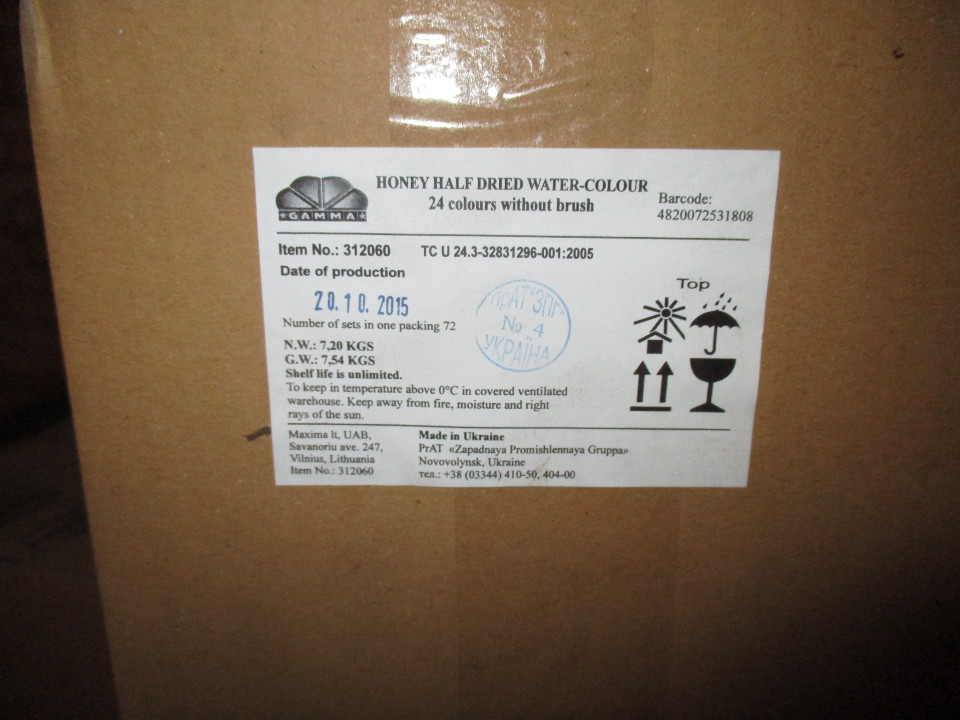 GAMMA
HONEY HALF DRIED WATER-COLOUR
24 colours without brush
Barcode:
4820072531808
Item No.: 312060 TC U 24.3-32831296-001:2005
Date of production
20.10.2015
Number of sets in one packing 72
N.W.: 7,20 KGS
G.W.: 7,54 KGS
Shelf life is unlimited.
To keep in temperature above 0°C in covered ventilated
warehouse. Keep away from fire, moisture and right
rays of the sun.
ПрАТ "ЗПГ"
№ 4
УКРАЇНА
Top
Maxima lt, UAB,
Savanoriu ave. 247,
Vilnius, Lithuania
Item No.: 312060
Made in Ukraine
PrAT «Zapadnaya Promishlennaya Gruppa»
Novovolynsk, Ukraine
тел.: +38 (03344) 410-50, 404-00